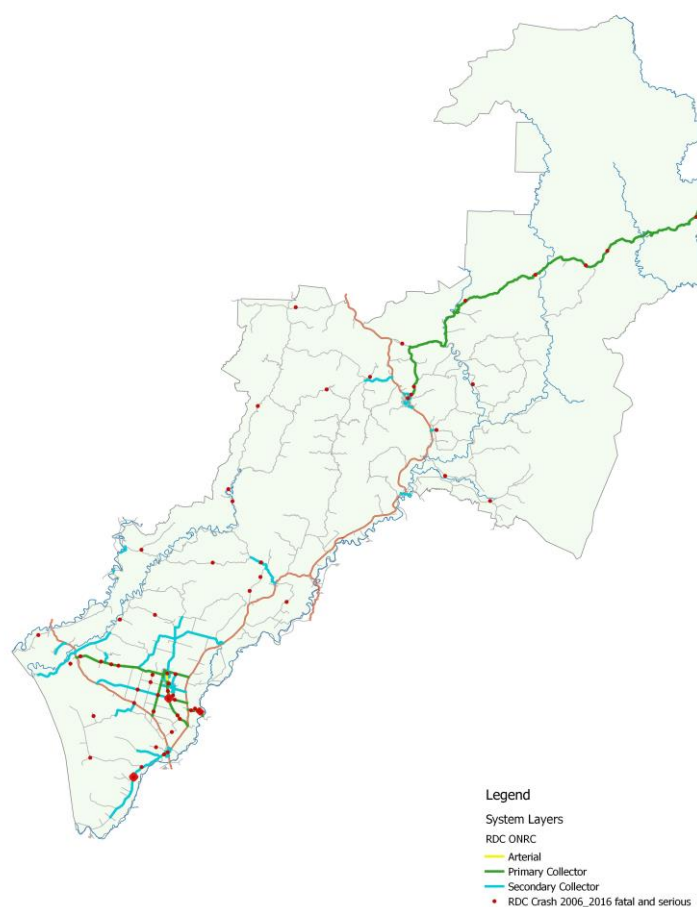 Legend
System Layers
RDC ONRC
Arterial
Primary Collector
Secondary Collector
RDC Crash 2006_2016 fatal and serious